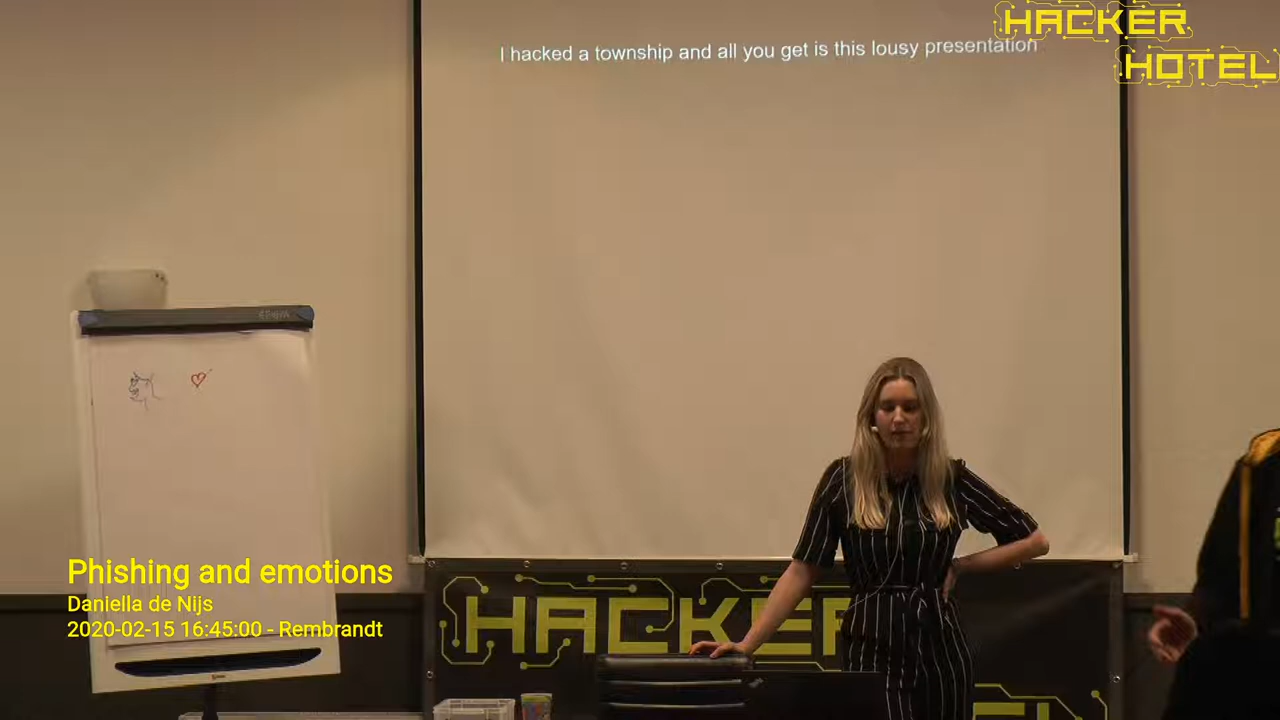 HACKER
HOTEL
I hacked a township and all you get is this lousy presentation
Phishing and emotions
Daniella de Nijs
2020-02-15 16:45:00 - Rembrandt
HACKER